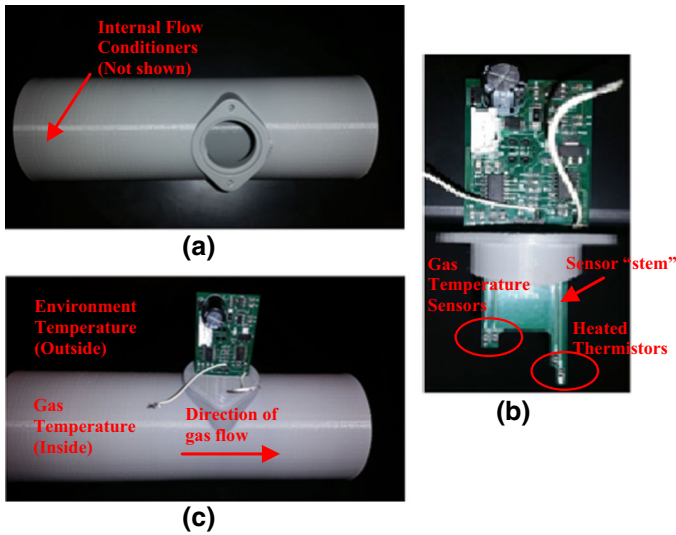 Internal Flow
Conditioners
(Not shown)
(a)
Gas
Temperature
Sensors
Sensor “stem”
Heated
Thermistors
(b)
Environment
Temperature
(Outside)
Gas
Temperature
(Inside)
Direction of
gas flow
(c)